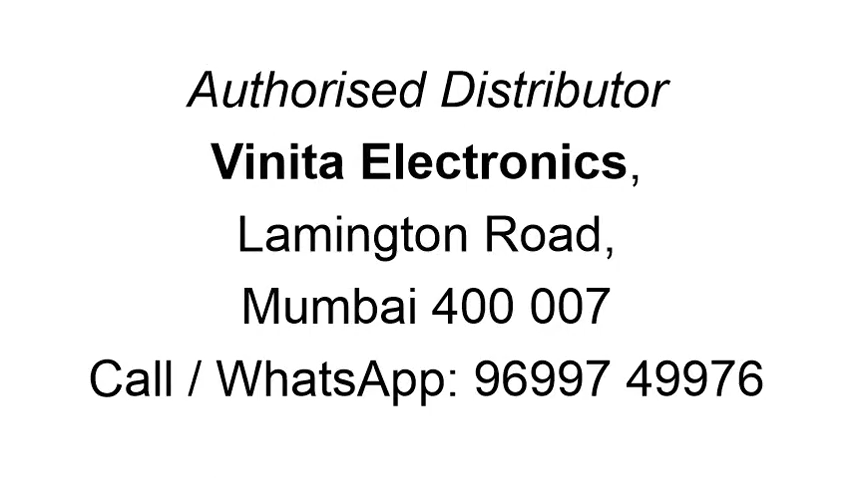 Authorised Distributor
Vinita Electronics,
Lamington Road,
Mumbai 400 007
Call / WhatsApp: 96997 49976